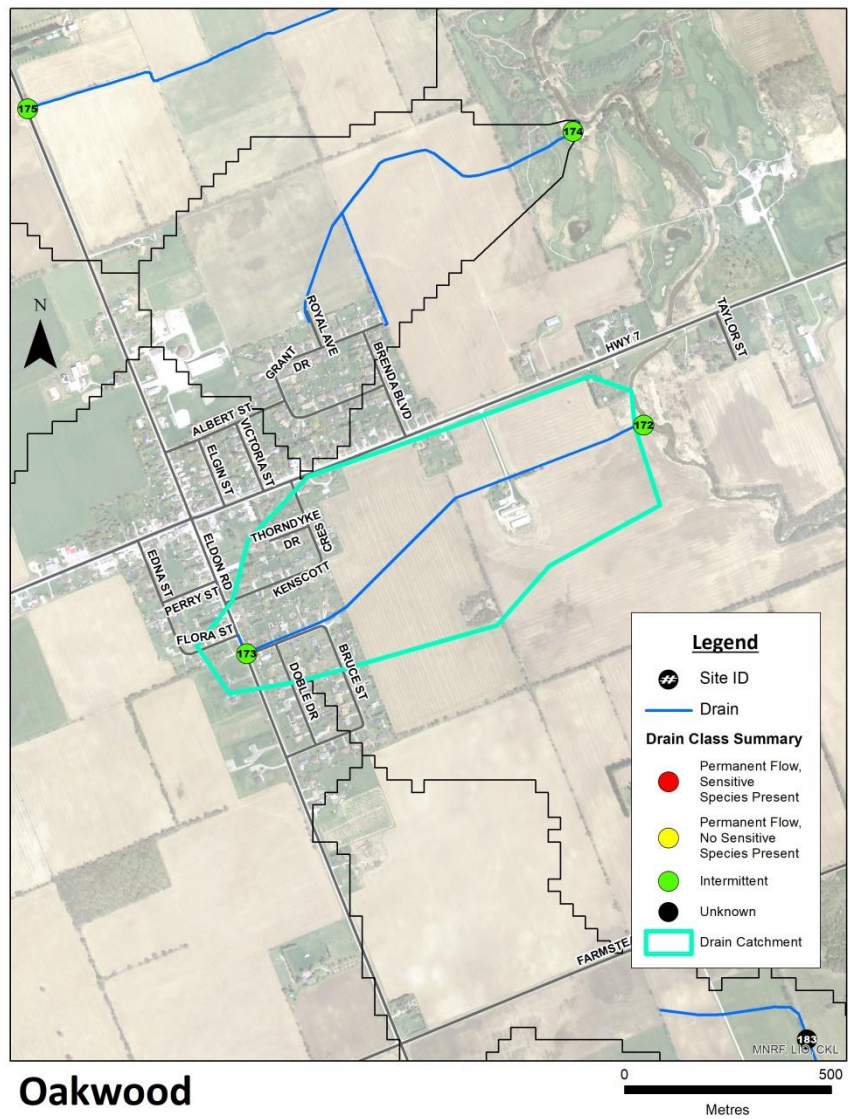 175
174
N
ROYAL AVE
GRANT
DR
BRENDA BLVD
HWY 7
TAYLOR ST
ALBERT ST
VICTORIA ST
ELGIN ST
172
THORNDYKE
DR
CRES
EDNA ST
ELDON RD
PERRY ST
KENSCOTT
FLORA ST
173
DOBLE DR
BRUCE ST
Legend
# Site ID
Drain
Drain Class Summary
Permanent Flow,
Sensitive
Species Present
Permanent Flow,
No Sensitive
Species Present
Intermittent
Unknown
Drain Catchment
FARMSTEA
183
MNRF, LIO, CKL
Oakwood
0 500
Metres